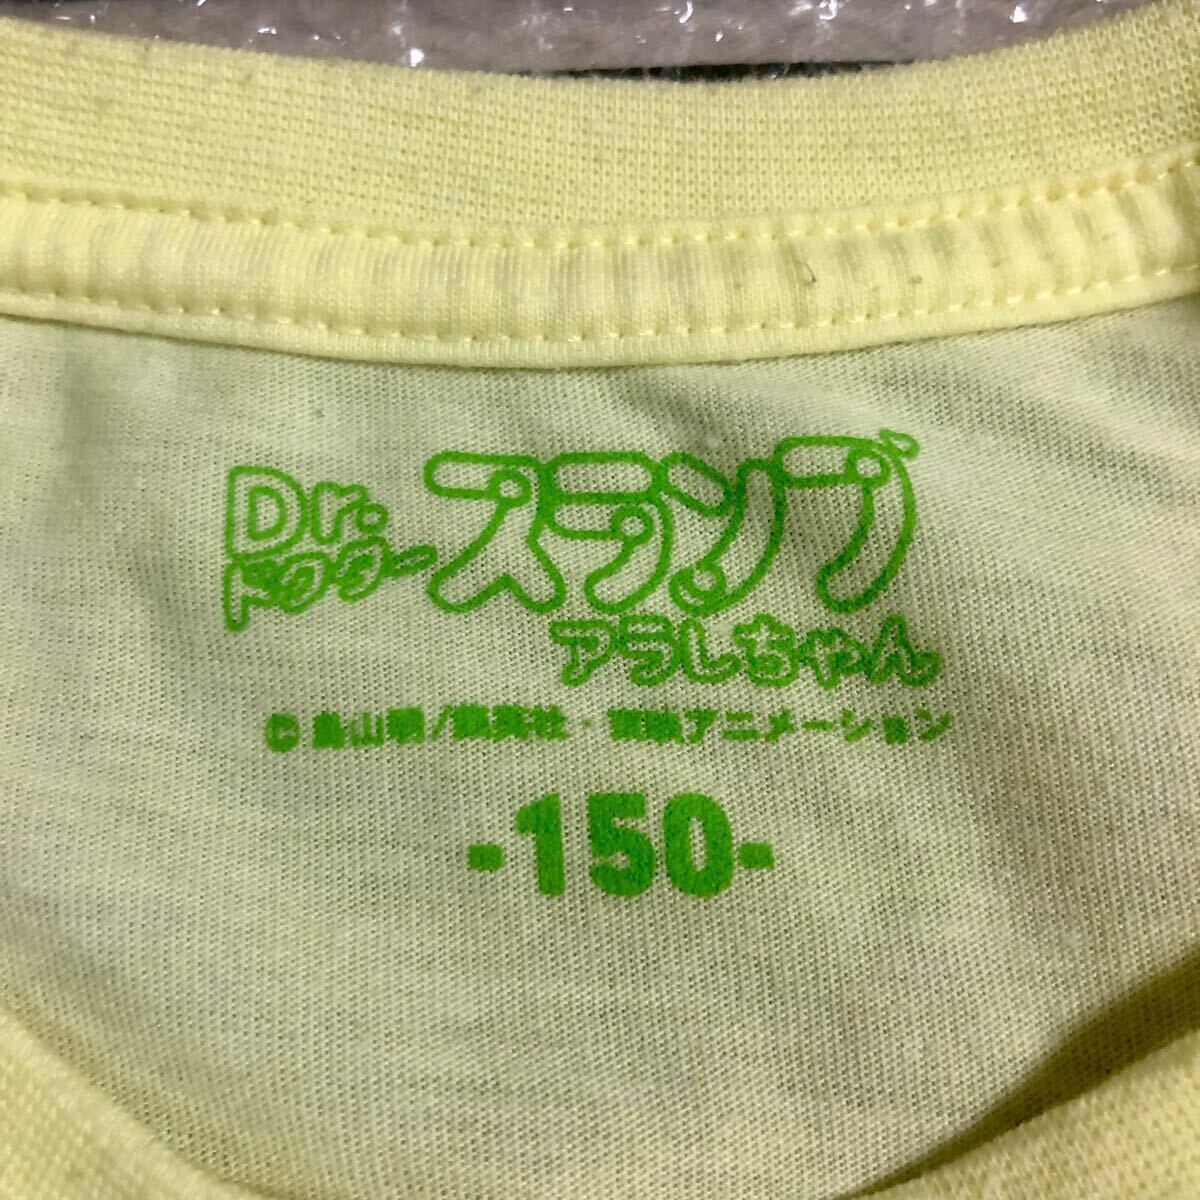 Dr.スランプ
ドクター
アラレちゃん
©鳥山明/集英社・東映アニメーション
-150-